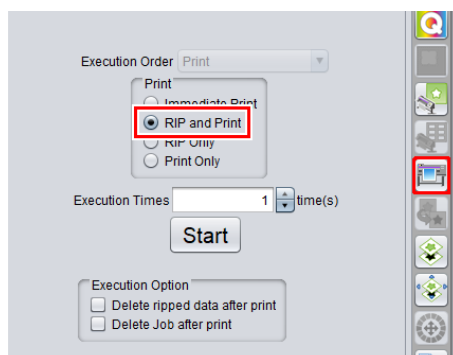 Execution Order Print
Print
Immediate Print
RIP and Print
RIP Only
Print Only
Execution Times 1 time(s)
Start
Execution Option
Delete ripped data after print
Delete Job after print